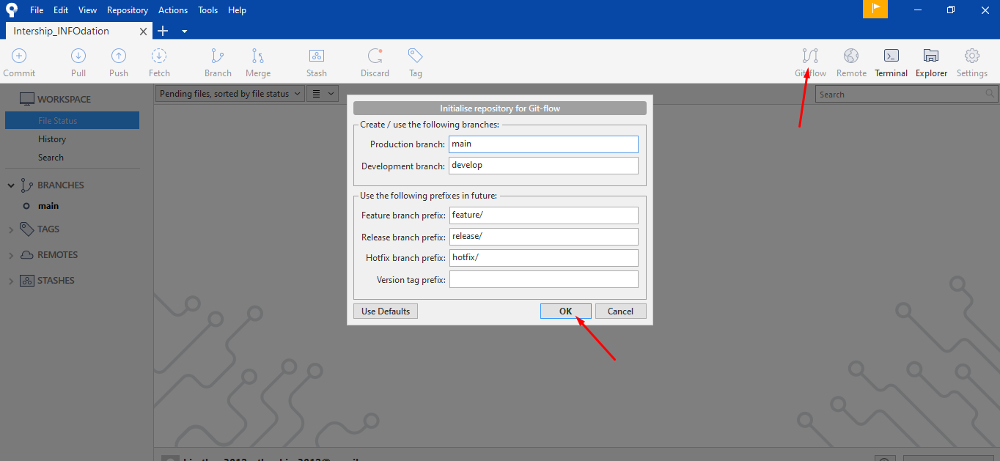 File Edit View Repository Actions Tools Help
Intership_INFOdation
Commit Pull Push Fetch Branch Merge Stash Discard Tag Git-flow Remote Terminal Explorer Settings
WORKSPACE
File Status
History
Search
BRANCHES
main
TAGS
REMOTES
STASHES
Pending files, sorted by file status
Search
Initialise repository for Git-flow
Create / use the following branches:
Production branch: main
Development branch: develop
Use the following prefixes in future:
Feature branch prefix: feature/
Release branch prefix: release/
Hotfix branch prefix: hotfix/
Version tag prefix:
Use Defaults OK Cancel